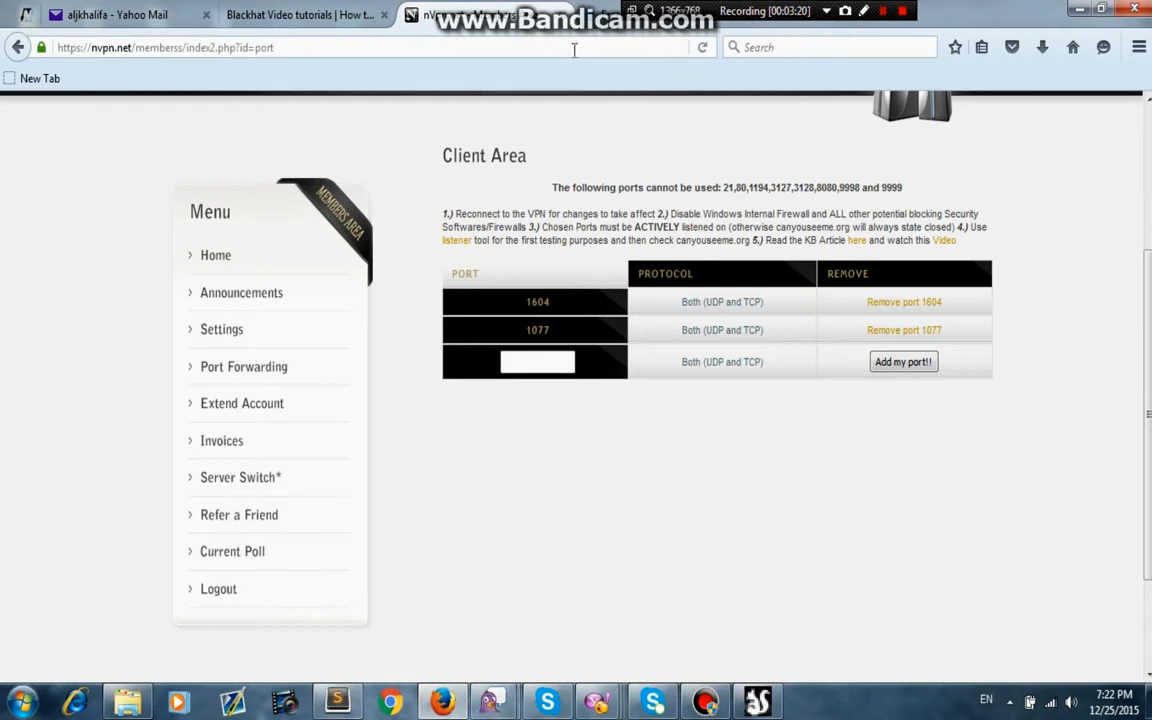 aljkhalifa - Yahoo Mail
Blackhat Video tutorials | How t...
www.Bandicam.com
1366x768 Recording [00:03:20]
https://nvpn.net/memberss/index2.php?id=port
Search
New Tab
Client Area
The following ports cannot be used: 21,80,1194,3127,3128,8080,9998 and 9999
MEMBERS AREA
Menu
1.) Reconnect to the VPN for changes to take affect 2.) Disable Windows Internal Firewall and ALL other potential blocking Security
Softwares/Firewalls 3.) Chosen Ports must be ACTIVELY listened on (otherwise canyouseeme.org will always state closed) 4.) Use
listener tool for the first testing purposes and then check canyouseeme.org 5.) Read the KB Article here and watch this Video
PORT PROTOCOL REMOVE
1604 Both (UDP and TCP) Remove port 1604
1077 Both (UDP and TCP) Remove port 1077
Both (UDP and TCP) Add my port!!
Home
Announcements
Settings
Port Forwarding
Extend Account
Invoices
Server Switch*
Refer a Friend
Current Poll
Logout
EN
7:22 PM
12/25/2015